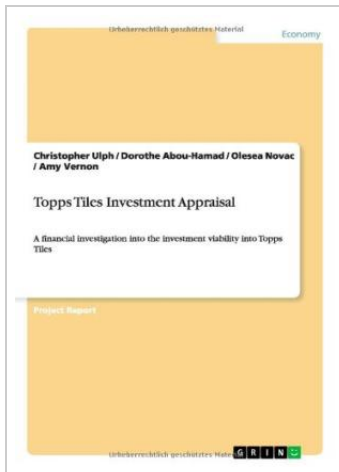 Urheberrechtlich geschütztes Material
Economy
Christopher Ulph / Dorothe Abou-Hamad / Olesea Novac
/ Amy Vernon
Topps Tiles Investment Appraisal
A financial investigation into the investment viability into Topps
Tiles
Project Report
Urheberrechtlich geschütztes Mater
GRIN